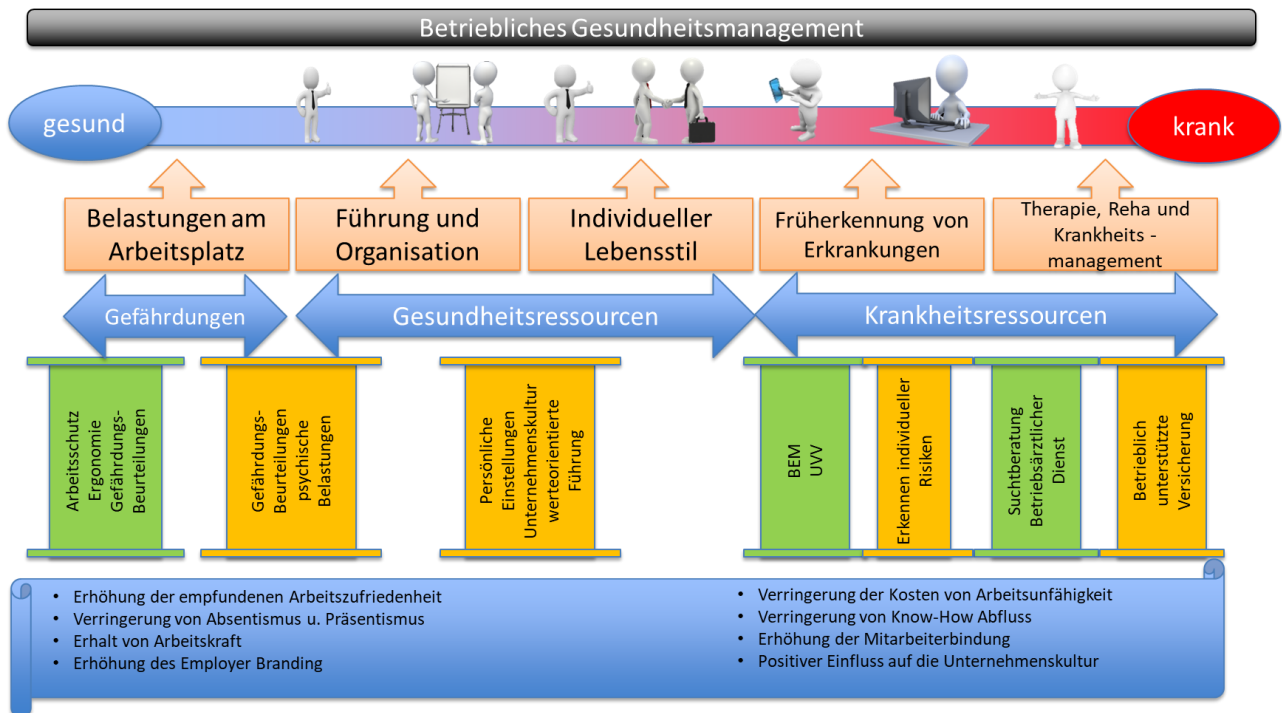 Betriebliches Gesundheitsmanagement
gesund
krank
Belastungen am
Arbeitsplatz
Führung und
Organisation
Individueller
Lebensstil
Früherkennung von
Erkrankungen
Therapie, Reha und
Krankheits -
management
Gefährdungen
Gesundheitsressourcen
Krankheitsressourcen
Arbeitsschutz
Ergonomie
Gefährdungs-
Beurteilungen
Gefährdungs-
Beurteilungen
psychische
Belastungen
Persönliche
Einstellungen
Unternehmenskultur
werteorientierte
Führung
BEM
UVV
Erkennen individueller
Risiken
Suchtberatung
Betriebsärztlicher
Dienst
Betrieblich
unterstützte
Versicherung
• Erhöhung der empfundenen Arbeitszufriedenheit
• Verringerung von Absentismus u. Präsentismus
• Erhalt von Arbeitskraft
• Erhöhung des Employer Branding
• Verringerung der Kosten von Arbeitsunfähigkeit
• Verringerung von Know-How Abfluss
• Erhöhung der Mitarbeiterbindung
• Positiver Einfluss auf die Unternehmenskultur